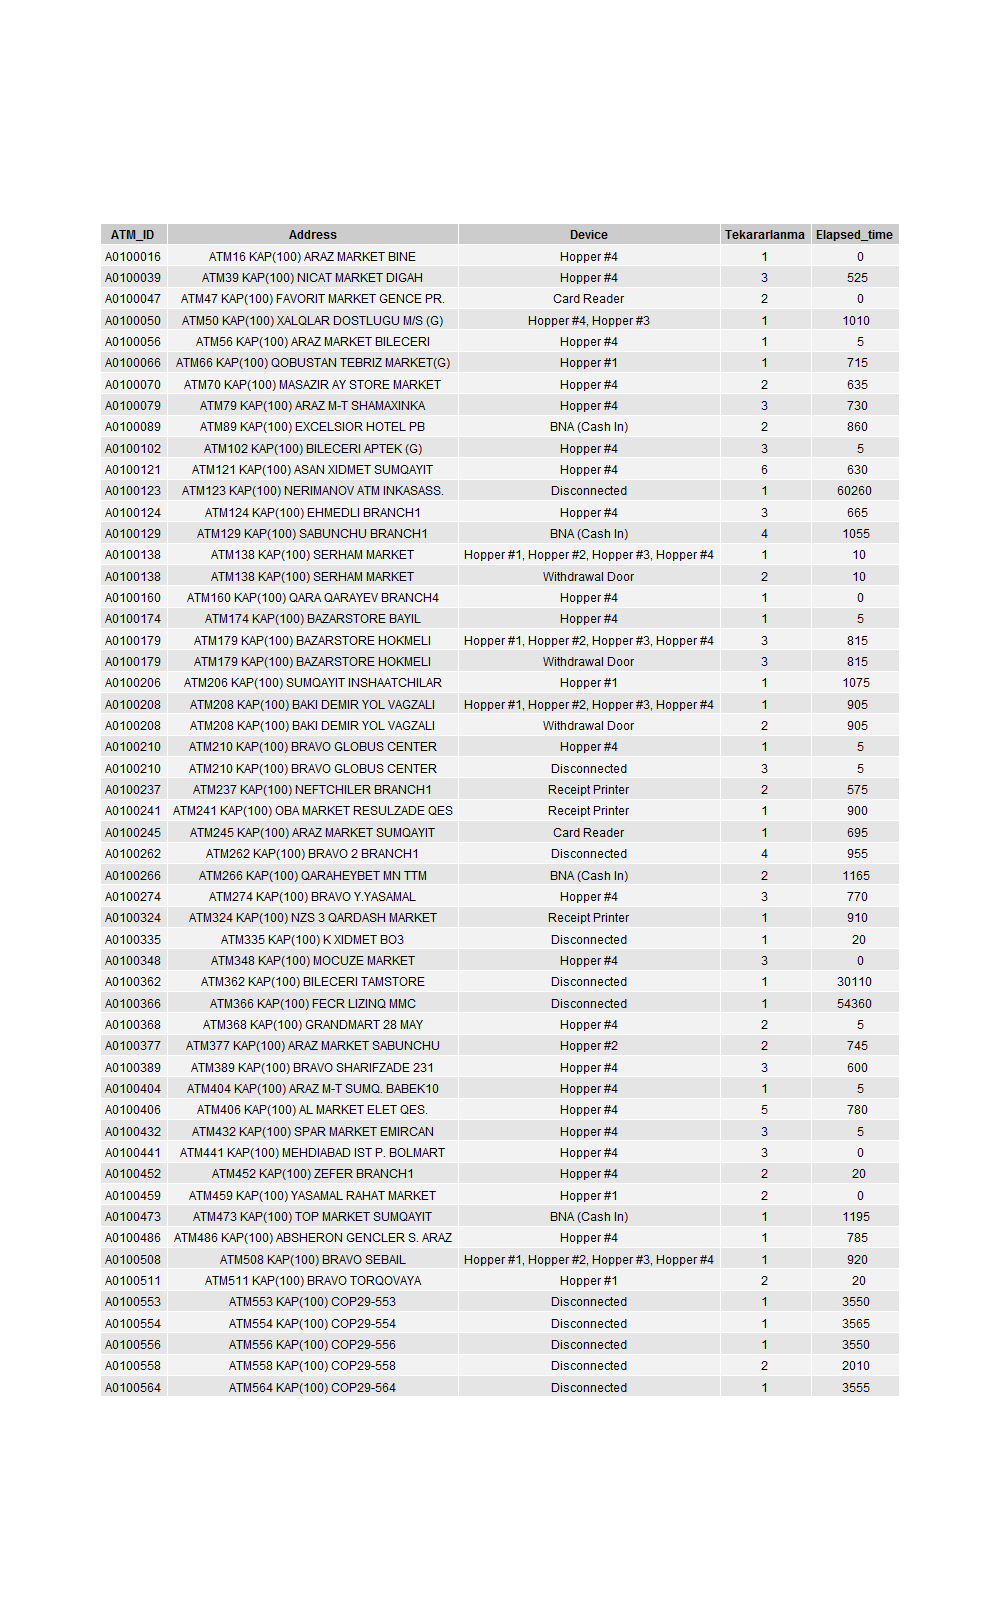 ATM_ID Address Device Tekararlanma Elapsed_time
A0100016 ATM16 KAP(100) ARAZ MARKET BINE Hopper #4 1 0
A0100039 ATM39 KAP(100) NICAT MARKET DIGAH Hopper #4 3 525
A0100047 ATM47 KAP(100) FAVORIT MARKET GENCE PR. Card Reader 2 0
A0100050 ATM50 KAP(100) XALQLAR DOSTLUGU M/S (G) Hopper #4, Hopper #3 1 1010
A0100056 ATM56 KAP(100) ARAZ MARKET BILECERI Hopper #4 1 5
A0100066 ATM66 KAP(100) QOBUSTAN TEBRIZ MARKET(G) Hopper #1 1 715
A0100070 ATM70 KAP(100) MASAZIR AY STORE MARKET Hopper #4 2 635
A0100079 ATM79 KAP(100) ARAZ M-T SHAMAXINKA Hopper #4 3 730
A0100089 ATM89 KAP(100) EXCELSIOR HOTEL PB BNA (Cash In) 2 860
A0100102 ATM102 KAP(100) BILECERI APTEK (G) Hopper #4 3 5
A0100121 ATM121 KAP(100) ASAN XIDMET SUMQAYIT Hopper #4 6 630
A0100123 ATM123 KAP(100) NERIMANOV ATM INKASASS. Disconnected 1 60260
A0100124 ATM124 KAP(100) EHMEDLI BRANCH1 Hopper #4 3 665
A0100129 ATM129 KAP(100) SABUNCHU BRANCH1 BNA (Cash In) 4 1055
A0100138 ATM138 KAP(100) SERHAM MARKET Hopper #1, Hopper #2, Hopper #3, Hopper #4 1 10
A0100138 ATM138 KAP(100) SERHAM MARKET Withdrawal Door 2 10
A0100160 ATM160 KAP(100) QARA QARAYEV BRANCH4 Hopper #4 1 0
A0100174 ATM174 KAP(100) BAZARSTORE BAYIL Hopper #4 1 5
A0100179 ATM179 KAP(100) BAZARSTORE HOKMELI Hopper #1, Hopper #2, Hopper #3, Hopper #4 3 815
A0100179 ATM179 KAP(100) BAZARSTORE HOKMELI Withdrawal Door 3 815
A0100206 ATM206 KAP(100) SUMQAYIT INSHAATCHILAR Hopper #1 1 1075
A0100208 ATM208 KAP(100) BAKI DEMIR YOL VAGZALI Hopper #1, Hopper #2, Hopper #3, Hopper #4 1 905
A0100208 ATM208 KAP(100) BAKI DEMIR YOL VAGZALI Withdrawal Door 2 905
A0100210 ATM210 KAP(100) BRAVO GLOBUS CENTER Hopper #4 1 5
A0100210 ATM210 KAP(100) BRAVO GLOBUS CENTER Disconnected 3 5
A0100237 ATM237 KAP(100) NEFTCHILER BRANCH1 Receipt Printer 2 575
A0100241 ATM241 KAP(100) OBA MARKET RESULZADE QES Receipt Printer 1 900
A0100245 ATM245 KAP(100) ARAZ MARKET SUMQAYIT Card Reader 1 695
A0100262 ATM262 KAP(100) BRAVO 2 BRANCH1 Disconnected 4 955
A0100266 ATM266 KAP(100) QARAHEYBET MN TTM BNA (Cash In) 2 1165
A0100274 ATM274 KAP(100) BRAVO Y.YASAMAL Hopper #4 3 770
A0100324 ATM324 KAP(100) NZS 3 QARDASH MARKET Receipt Printer 1 910
A0100335 ATM335 KAP(100) K XIDMET BO3 Disconnected 1 20
A0100348 ATM348 KAP(100) MOCUZE MARKET Hopper #4 3 0
A0100362 ATM362 KAP(100) BILECERI TAMSTORE Disconnected 1 30110
A0100366 ATM366 KAP(100) FECR LIZINQ MMC Disconnected 1 54360
A0100368 ATM368 KAP(100) GRANDMART 28 MAY Hopper #4 2 5
A0100377 ATM377 KAP(100) ARAZ MARKET SABUNCHU Hopper #2 2 745
A0100389 ATM389 KAP(100) BRAVO SHARIFZADE 231 Hopper #4 3 600
A0100404 ATM404 KAP(100) ARAZ M-T SUMQ. BABEK10 Hopper #4 1 5
A0100406 ATM406 KAP(100) AL MARKET ELET QES. Hopper #4 5 780
A0100432 ATM432 KAP(100) SPAR MARKET EMIRCAN Hopper #4 3 5
A0100441 ATM441 KAP(100) MEHDIABAD IST P. BOLMART Hopper #4 3 0
A0100452 ATM452 KAP(100) ZEFER BRANCH1 Hopper #4 2 20
A0100459 ATM459 KAP(100) YASAMAL RAHAT MARKET Hopper #1 2 0
A0100473 ATM473 KAP(100) TOP MARKET SUMQAYIT BNA (Cash In) 1 1195
A0100486 ATM486 KAP(100) ABSHERON GENCLER S. ARAZ Hopper #4 1 785
A0100508 ATM508 KAP(100) BRAVO SEBAIL Hopper #1, Hopper #2, Hopper #3, Hopper #4 1 920
A0100511 ATM511 KAP(100) BRAVO TORQOVAYA Hopper #1 2 20
A0100553 ATM553 KAP(100) COP29-553 Disconnected 1 3550
A0100554 ATM554 KAP(100) COP29-554 Disconnected 1 3565
A0100556 ATM556 KAP(100) COP29-556 Disconnected 1 3550
A0100558 ATM558 KAP(100) COP29-558 Disconnected 2 2010
A0100564 ATM564 KAP(100) COP29-564 Disconnected 1 3555